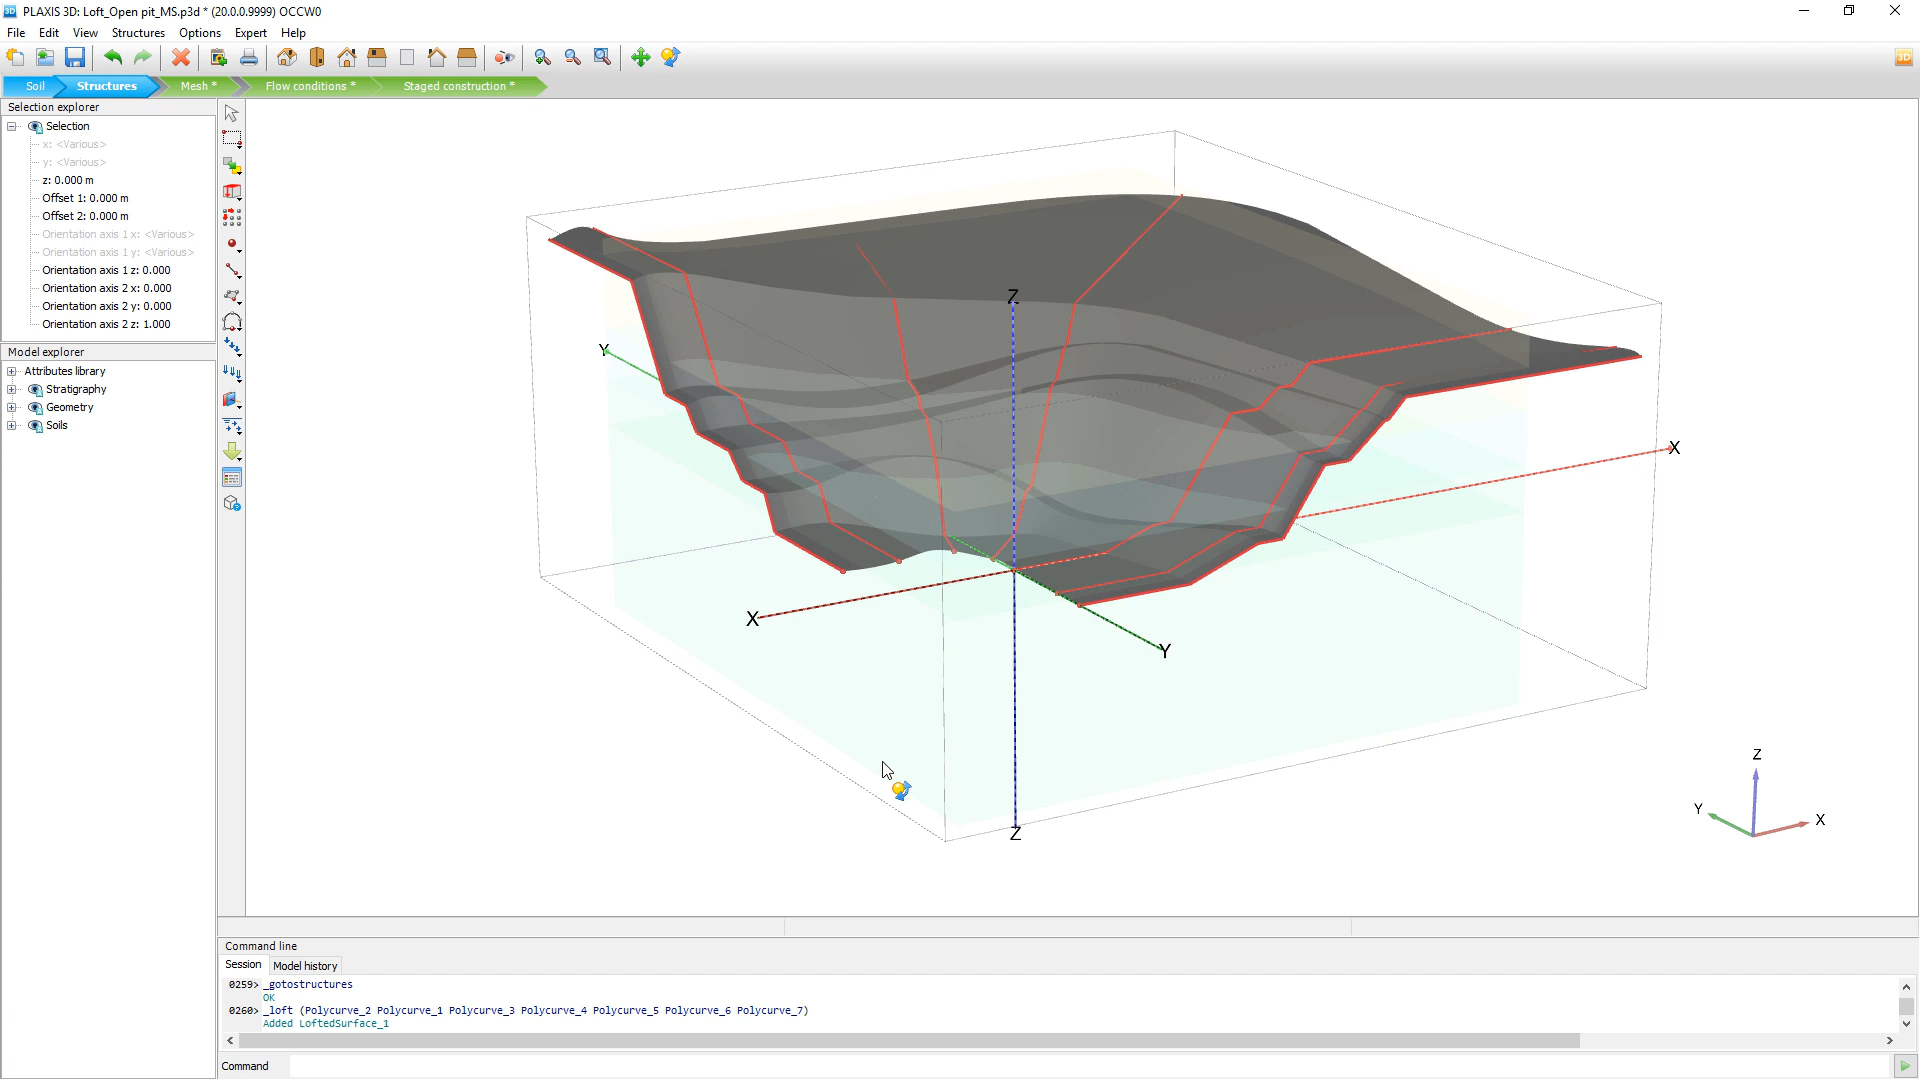 PLAXIS 3D: Loft_Open pit_MS.p3d * (20.0.0.9999) OCCW0
File Edit View Structures Options Expert Help
3D
Soil Structures Mesh * Flow conditions * Staged construction *
Selection explorer
Selection
x: <Various>
y: <Various>
z: 0.000 m
Offset 1: 0.000 m
Offset 2: 0.000 m
Orientation axis 1 x: <Various>
Orientation axis 1 y: <Various>
Orientation axis 1 z: 0.000
Orientation axis 2 x: 0.000
Orientation axis 2 y: 0.000
Orientation axis 2 z: 1.000
Model explorer
Attributes library
Stratigraphy
Geometry
Soils
Z
Y
X
X
Y
Z
Z
Y
X
Command line
Session Model history
0259> _gotostructures
OK
0260> _loft (Polycurve_2 Polycurve_1 Polycurve_3 Polycurve_4 Polycurve_5 Polycurve_6 Polycurve_7)
Added LoftedSurface_1
Command